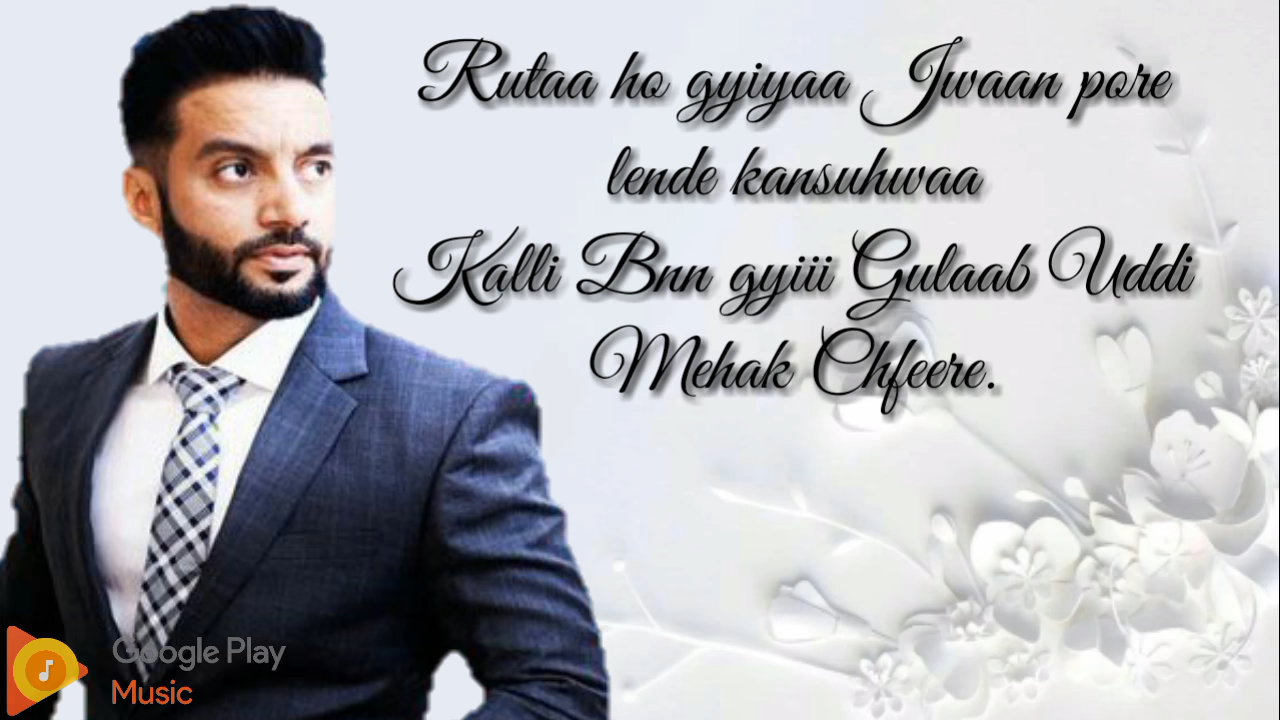 Rutaa ho gyiyaa Jwaan pore
lende kansuhwaa
Kalli Bnn gyiii Gulaab Uddi
Mehak Chfeere.
Google Play
Music